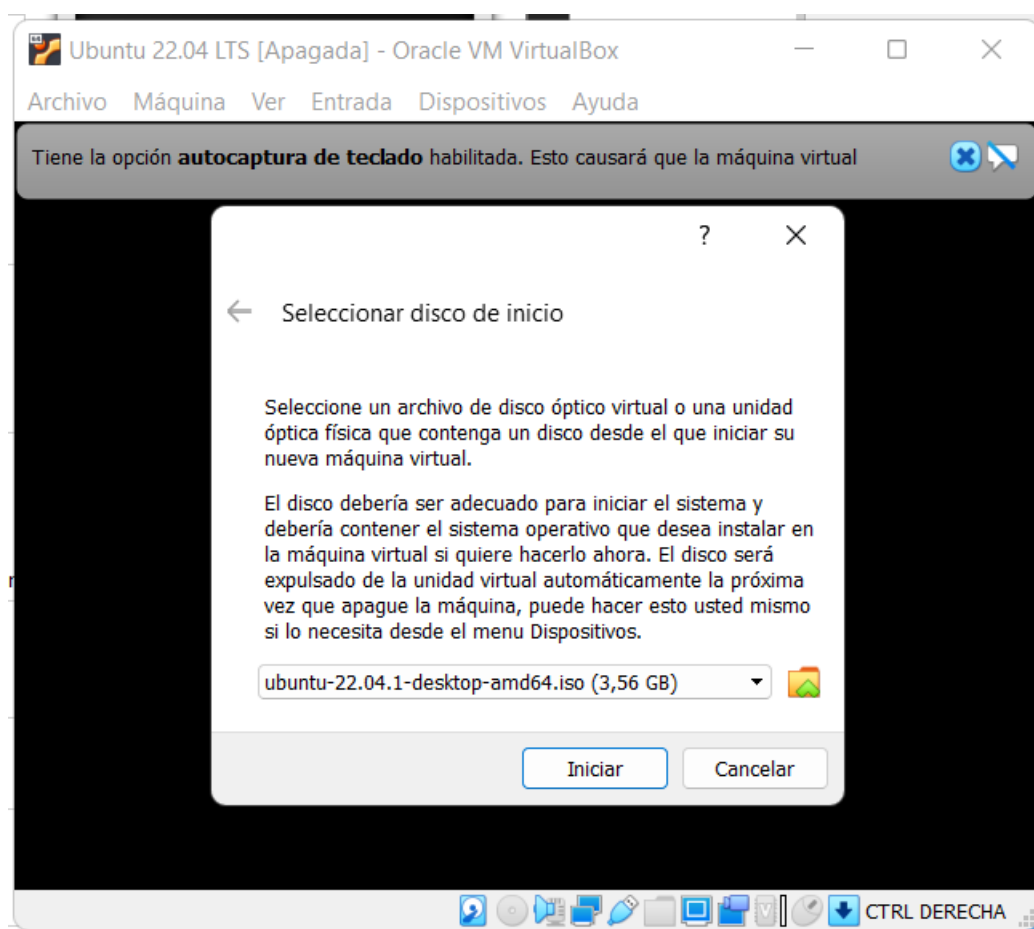 Ubuntu 22.04 LTS [Apagada] - Oracle VM VirtualBox
Archivo Máquina Ver Entrada Dispositivos Ayuda
Tiene la opción autocaptura de teclado habilitada. Esto causará que la máquina virtual
?
Seleccionar disco de inicio
Seleccione un archivo de disco óptico virtual o una unidad
óptica física que contenga un disco desde el que iniciar su
nueva máquina virtual.
El disco debería ser adecuado para iniciar el sistema y
debería contener el sistema operativo que desea instalar en
la máquina virtual si quiere hacerlo ahora. El disco será
expulsado de la unidad virtual automáticamente la próxima
vez que apague la máquina, puede hacer esto usted mismo
si lo necesita desde el menu Dispositivos.
ubuntu-22.04.1-desktop-amd64.iso (3,56 GB)
Iniciar Cancelar
CTRL DERECHA